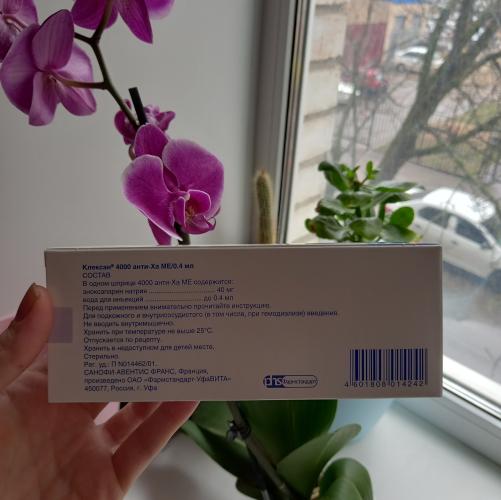 Клексан® 4000 анти-Ха МЕ/0.4 мл
СОСТАВ
В одном шприце 4000 анти-Ха МЕ содержится:
эноксапарин натрия ........................ 40 мг
вода для инъекций ..................... до 0.4 мл
Перед применением внимательно прочитайте инструкцию.
Для подкожного и внутрисосудистого (в том числе, при гемодиализе) введения.
Не вводить внутримышечно.
Хранить при температуре не выше 25°С.
Отпускается по рецепту.
Хранить в недоступном для детей месте.
Стерильно.
Рег. уд.: П N014462/01.
САНОФИ-АВЕНТИС ФРАНС, Франция,
произведено ОАО «Фармстандарт-УфаВИТА»
450077, Россия, г. Уфа
phs Фармстандарт
4 601808 014242